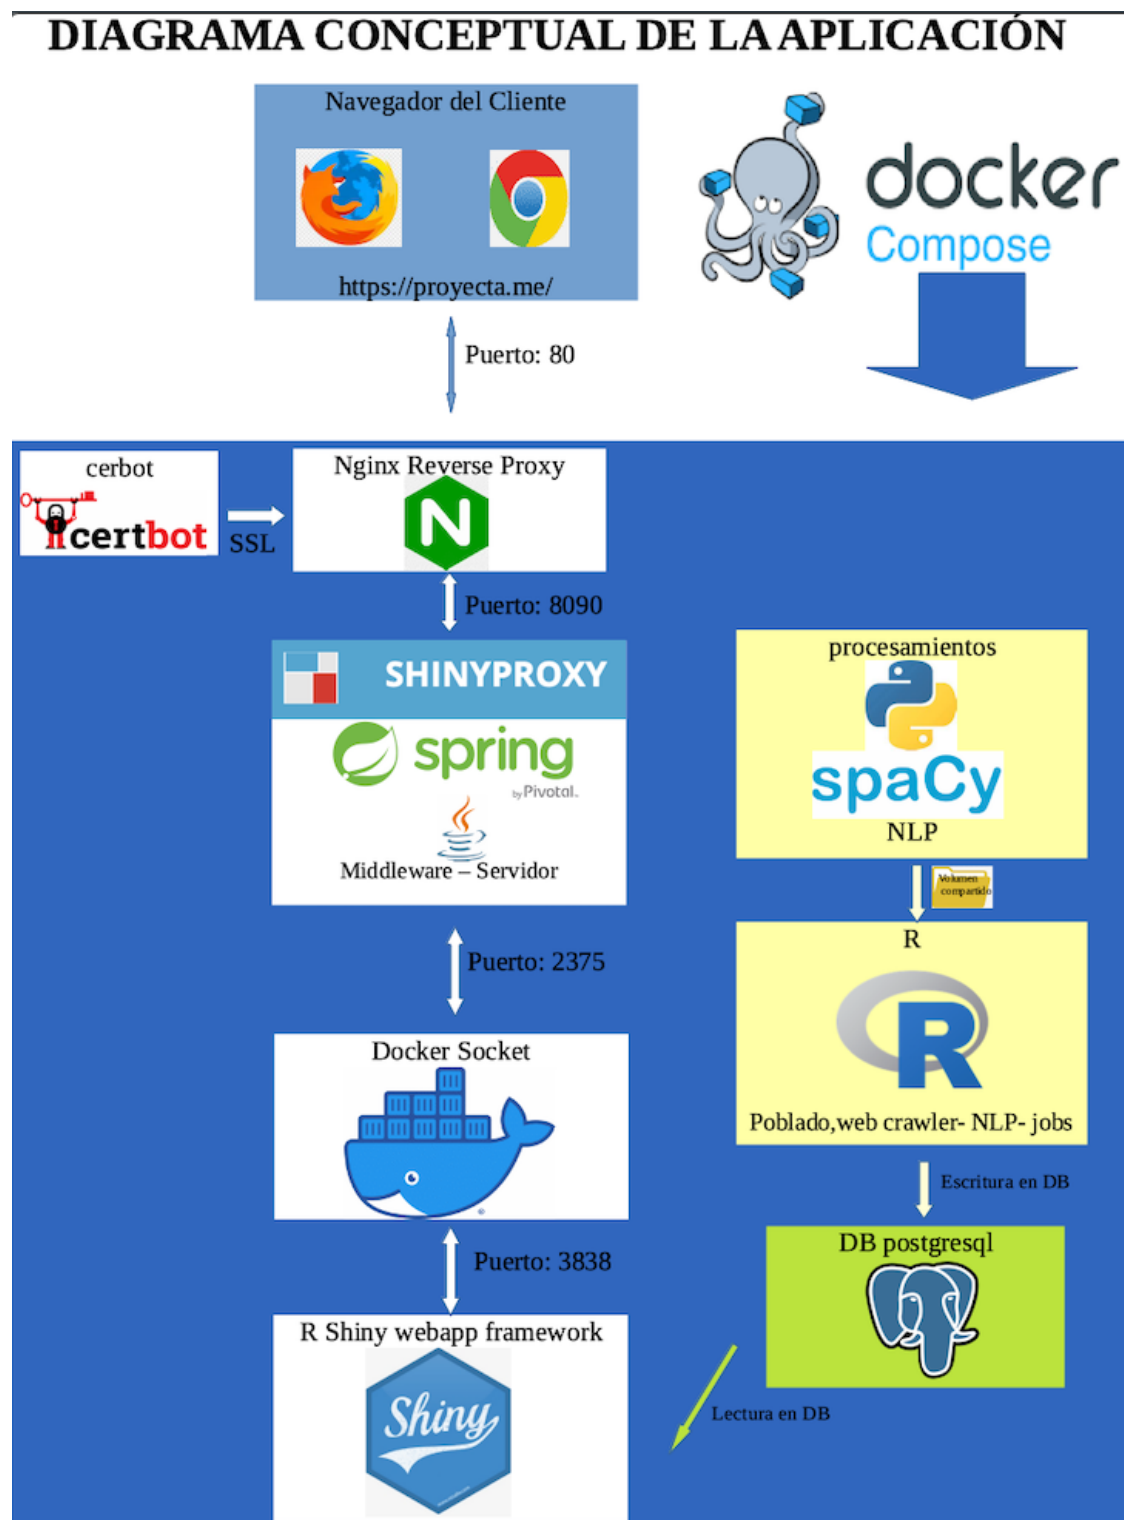 DIAGRAMA CONCEPTUAL DE LA APLICACIÓN
Navegador del Cliente
https://proyecta.me/
docker
Compose
Puerto: 80
cerbot
certbot
SSL
Nginx Reverse Proxy
N
Puerto: 8090
SHINYPROXY
spring
by Pivotal.
Middleware – Servidor
procesamientos
spaCy
NLP
Volumen
compartido
Puerto: 2375
R
R
Poblado,web crawler- NLP- jobs
Docker Socket
Escritura en DB
DB postgresql
Puerto: 3838
R Shiny webapp framework
Shiny
Lectura en DB